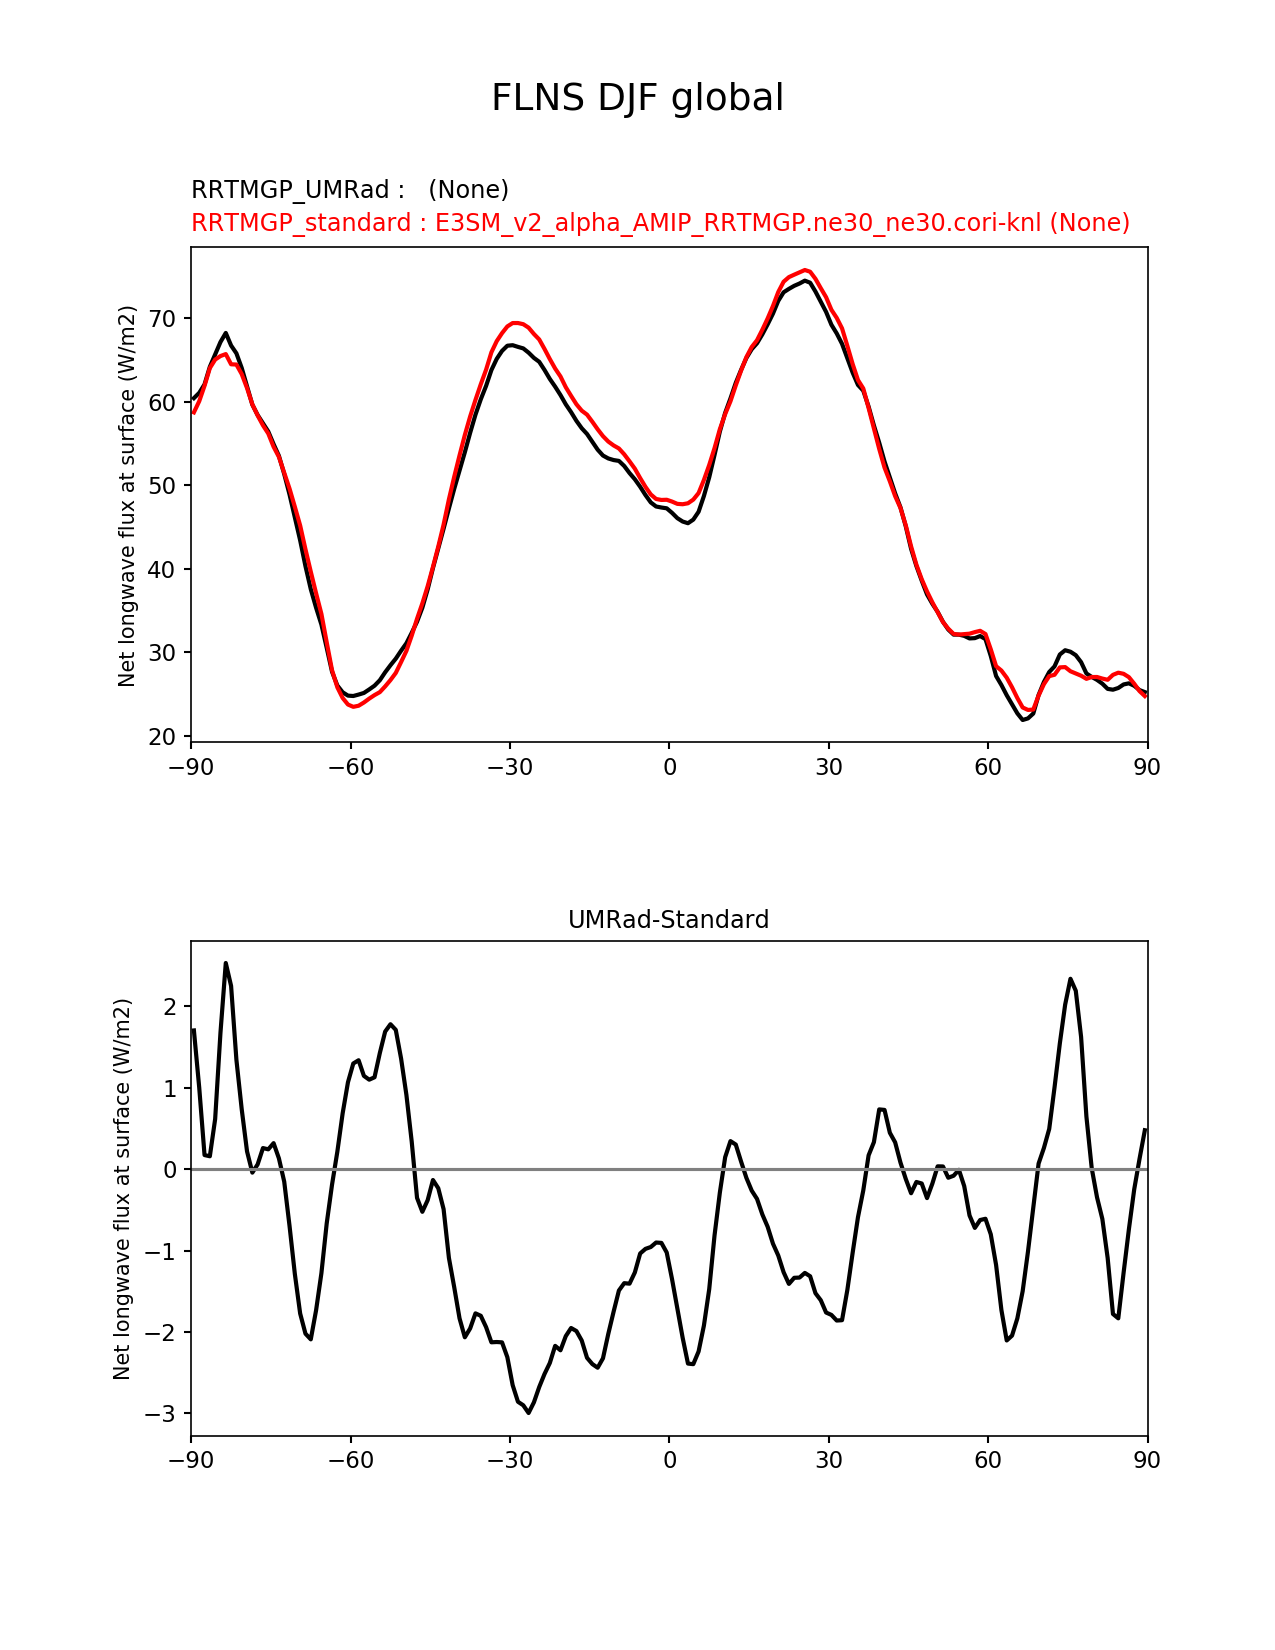 FLNS DJF global
RRTMGP_UMRad :   (None)
RRTMGP_standard : E3SM_v2_alpha_AMIP_RRTMGP.ne30_ne30.cori-knl (None)
Net longwave flux at surface (W/m2)
70
60
50
40
30
20
−90 −60 −30 0 30 60 90
UMRad-Standard
Net longwave flux at surface (W/m2)
2
1
0
−1
−2
−3
−90 −60 −30 0 30 60 90